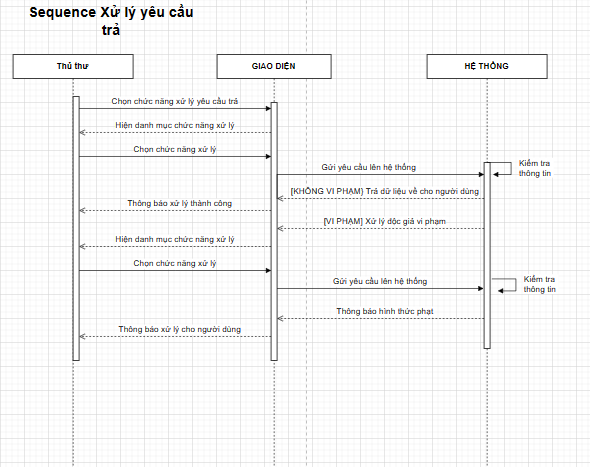 Sequence Xử lý yêu cầu
trả
Thủ thư
GIAO DIỆN
HỆ THỐNG
Chọn chức năng xử lý yêu cầu trả
Hiện danh mục chức năng xử lý
Chọn chức năng xử lý
Gửi yêu cầu lên hệ thống
Kiểm tra
thông tin
[KHÔNG VI PHẠM} Trả dữ liệu về cho người dùng
Thông báo xử lý thành công
[VI PHẠM] Xử lý độc giả vi phạm
Hiện danh mục chức năng xử lý
Chọn chức năng xử lý
Gửi yêu cầu lên hệ thống
Kiểm tra
thông tin
Thông báo hình thức phạt
Thông báo xử lý cho người dùng